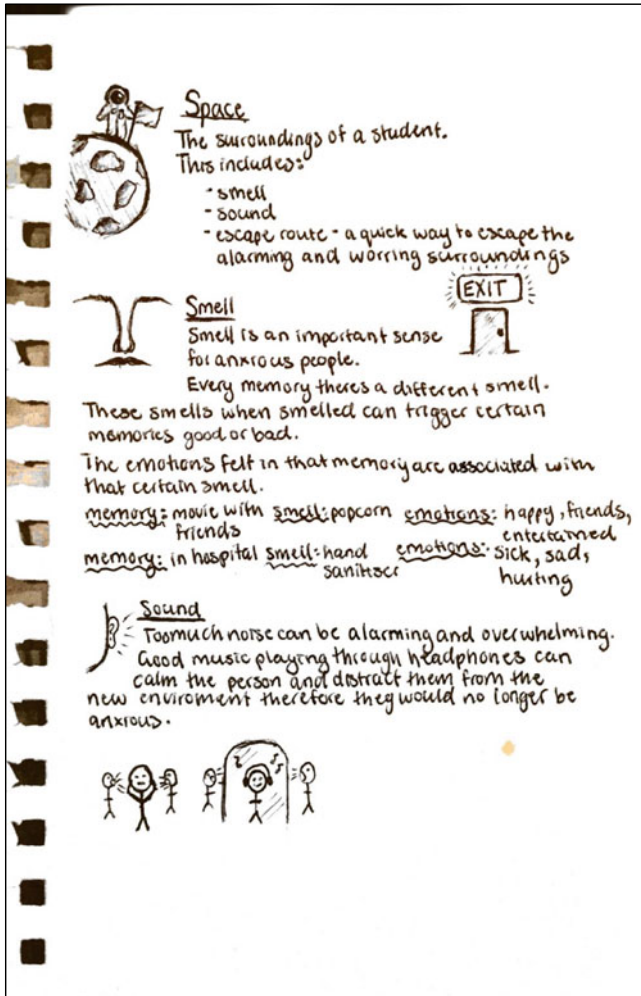 Space
The surroundings of a student.
This includes:
- smell
- sound
- escape route - a quick way to escape the
alarming and worring surroundings
EXIT
Smell
Smell is an important sense
for anxious people.
Every memory theres a different smell.
These smells when smelled can trigger certain
memories good or bad.
The emotions felt in that memory are associated with
that certain smell.
memory: movie with smell: popcorn emotions: happy, friends,
friends entertained
memory: in hospital smell: hand emotions: sick, sad,
sanitiser hurting
Sound
Too much noise can be alarming and overwhelming.
Good music playing through headphones can
calm the person and distract them from the
new enviroment therefore they would no longer be
anxious.